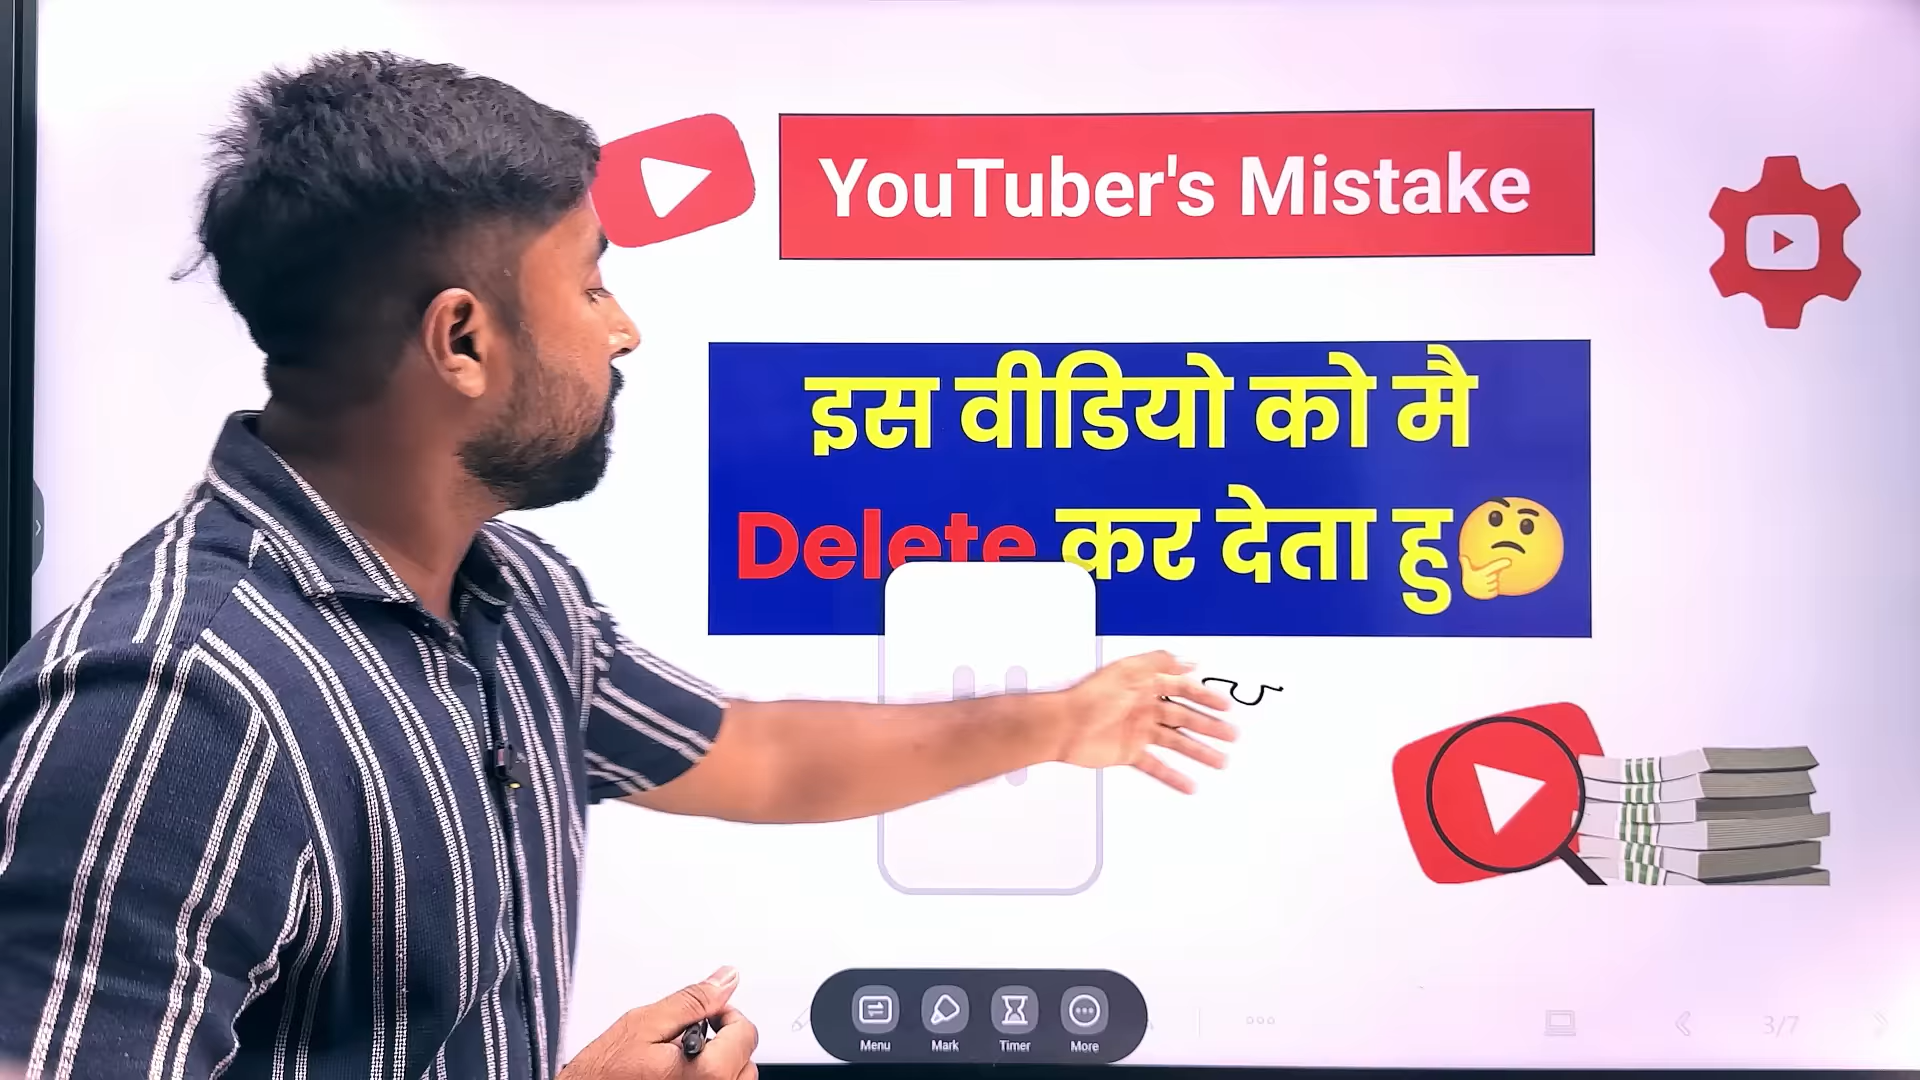 YouTuber's Mistake
इस वीडियो को मै
Delete कर देता हु🤔
Menu Mark Timer More
3/7